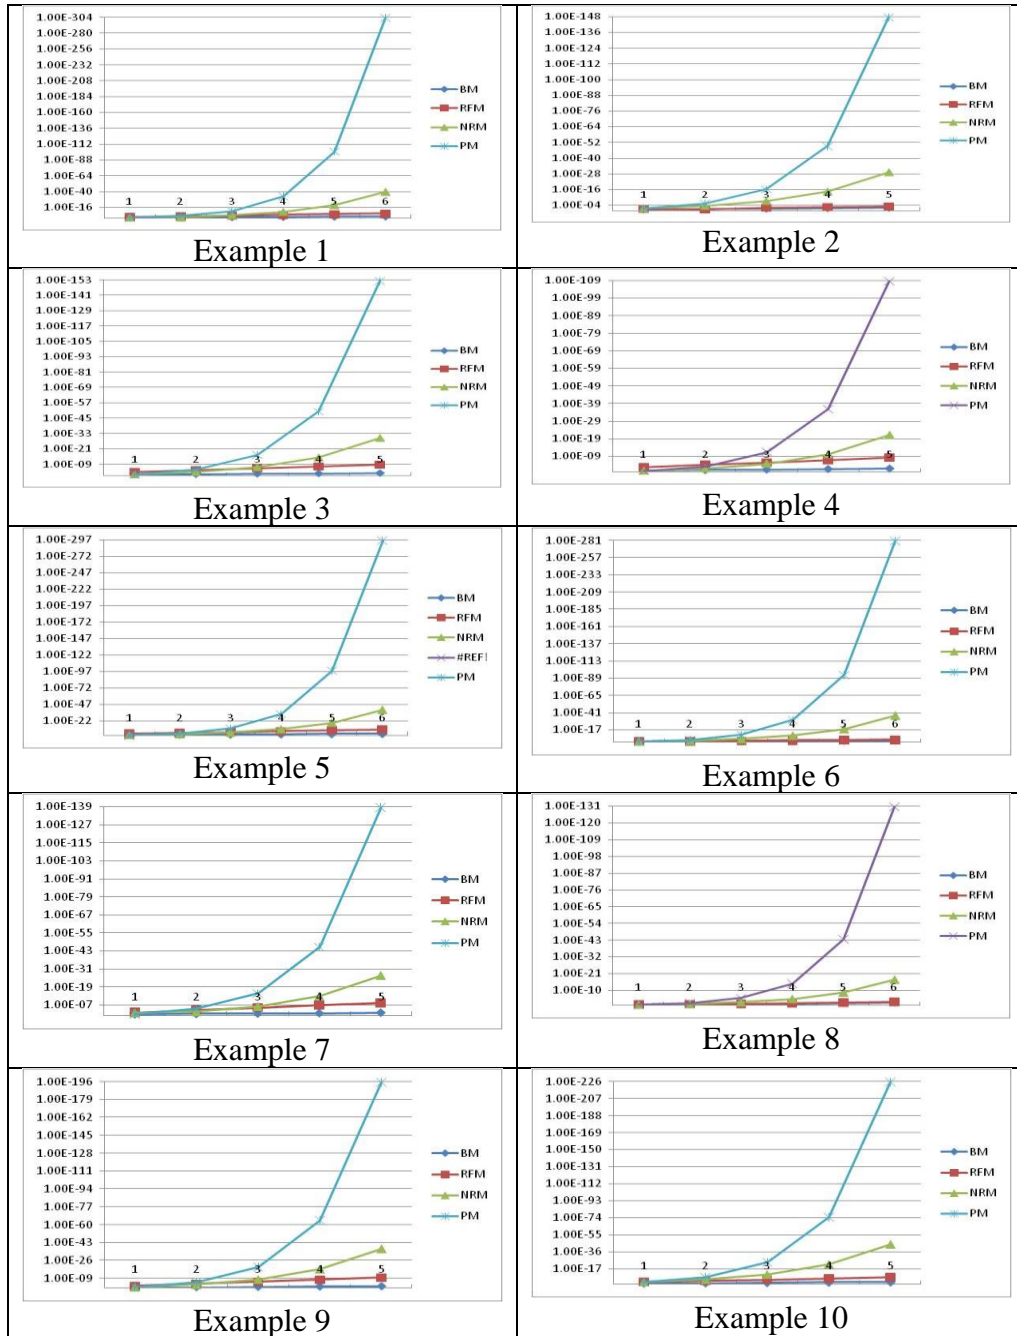 1.00E-304
1.00E-280
1.00E-256
1.00E-232
1.00E-208
1.00E-184
1.00E-160
1.00E-136
1.00E-112
1.00E-88
1.00E-64
1.00E-40
1.00E-16
1 2 3 4 5 6
BM
RFM
NRM
PM
Example 1
1.00E-148
1.00E-136
1.00E-124
1.00E-112
1.00E-100
1.00E-88
1.00E-76
1.00E-64
1.00E-52
1.00E-40
1.00E-28
1.00E-16
1.00E-04
1 2 3 4 5
BM
RFM
NRM
PM
Example 2
1.00E-153
1.00E-141
1.00E-129
1.00E-117
1.00E-105
1.00E-93
1.00E-81
1.00E-69
1.00E-57
1.00E-45
1.00E-33
1.00E-21
1.00E-09
1 2 3 4 5
BM
RFM
NRM
PM
Example 3
1.00E-109
1.00E-99
1.00E-89
1.00E-79
1.00E-69
1.00E-59
1.00E-49
1.00E-39
1.00E-29
1.00E-19
1.00E-09
1 2 3 4 5
BM
RFM
NRM
PM
Example 4
1.00E-297
1.00E-272
1.00E-247
1.00E-222
1.00E-197
1.00E-172
1.00E-147
1.00E-122
1.00E-97
1.00E-72
1.00E-47
1.00E-22
1 2 3 4 5 6
BM
RFM
NRM
#REF!
PM
Example 5
1.00E-281
1.00E-257
1.00E-233
1.00E-209
1.00E-185
1.00E-161
1.00E-137
1.00E-113
1.00E-89
1.00E-65
1.00E-41
1.00E-17
1 2 3 4 5 6
BM
RFM
NRM
PM
Example 6
1.00E-139
1.00E-127
1.00E-115
1.00E-103
1.00E-91
1.00E-79
1.00E-67
1.00E-55
1.00E-43
1.00E-31
1.00E-19
1.00E-07
1 2 3 4 5
BM
RFM
NRM
PM
Example 7
1.00E-131
1.00E-120
1.00E-109
1.00E-98
1.00E-87
1.00E-76
1.00E-65
1.00E-54
1.00E-43
1.00E-32
1.00E-21
1.00E-10
1 2 3 4 5 6
BM
RFM
NRM
PM
Example 8
1.00E-196
1.00E-179
1.00E-162
1.00E-145
1.00E-128
1.00E-111
1.00E-94
1.00E-77
1.00E-60
1.00E-43
1.00E-26
1.00E-09
1 2 3 4 5
BM
RFM
NRM
PM
Example 9
1.00E-226
1.00E-207
1.00E-188
1.00E-169
1.00E-150
1.00E-131
1.00E-112
1.00E-93
1.00E-74
1.00E-55
1.00E-36
1.00E-17
1 2 3 4 5
BM
RFM
NRM
PM
Example 10